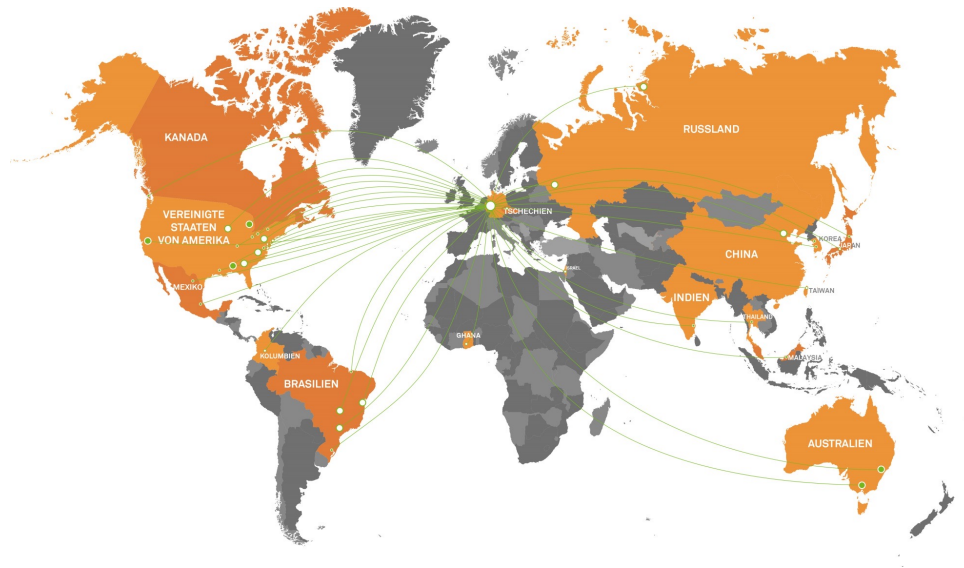 KANADA
RUSSLAND
VEREINIGTE
STAATEN
VON AMERIKA
TSCHECHIEN
KOREA
JAPAN
CHINA
ISRAEL
MEXIKO
TAIWAN
INDIEN
THAILAND
GHANA
KOLUMBIEN
MALAYSIA
BRASILIEN
AUSTRALIEN